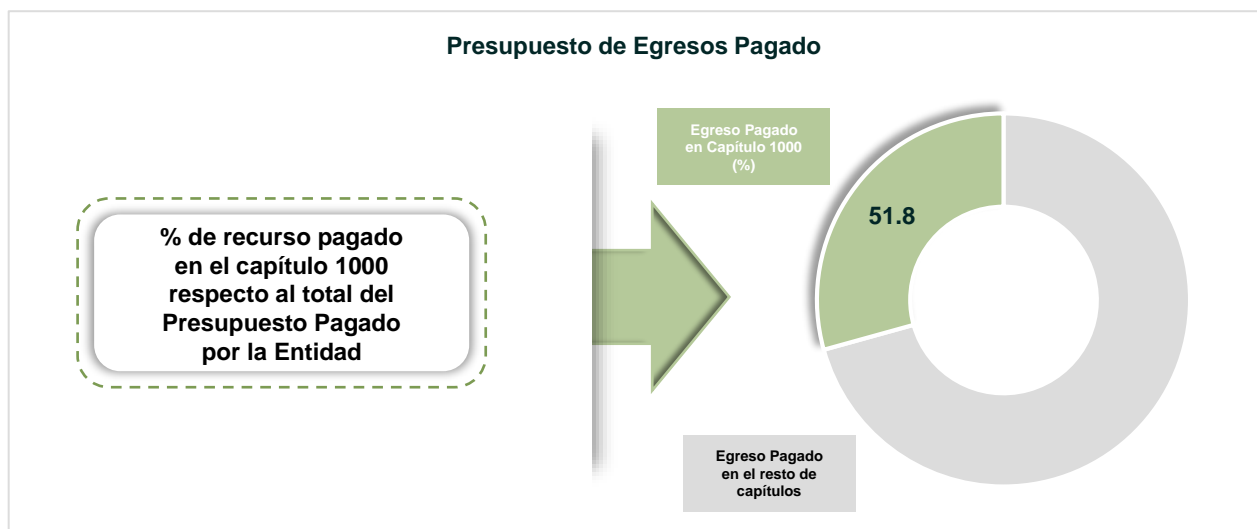 Presupuesto de Egresos Pagado
% de recurso pagado
en el capítulo 1000
respecto al total del
Presupuesto Pagado
por la Entidad
Egreso Pagado
en Capítulo 1000
(%)
51.8
Egreso Pagado
en el resto de
capítulos